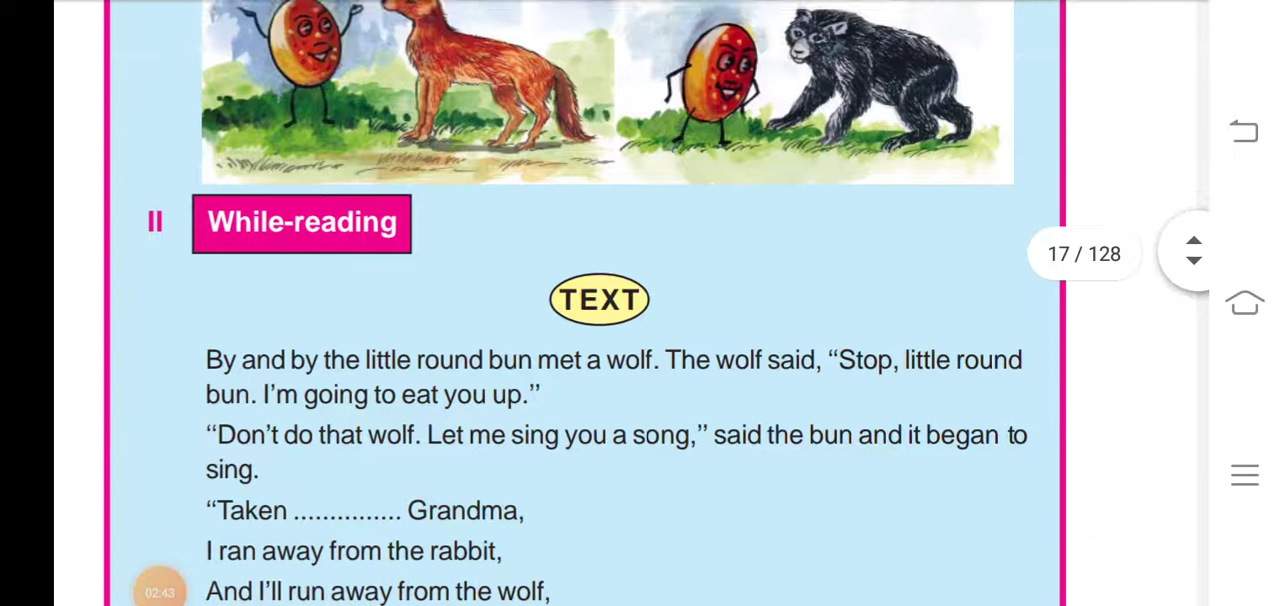 II While-reading
17 / 128
TEXT
By and by the little round bun met a wolf. The wolf said, “Stop, little round
bun. I’m going to eat you up.”
“Don’t do that wolf. Let me sing you a song,” said the bun and it began to
sing.
“Taken ............... Grandma,
I ran away from the rabbit,
And I’ll run away from the wolf,
02:43